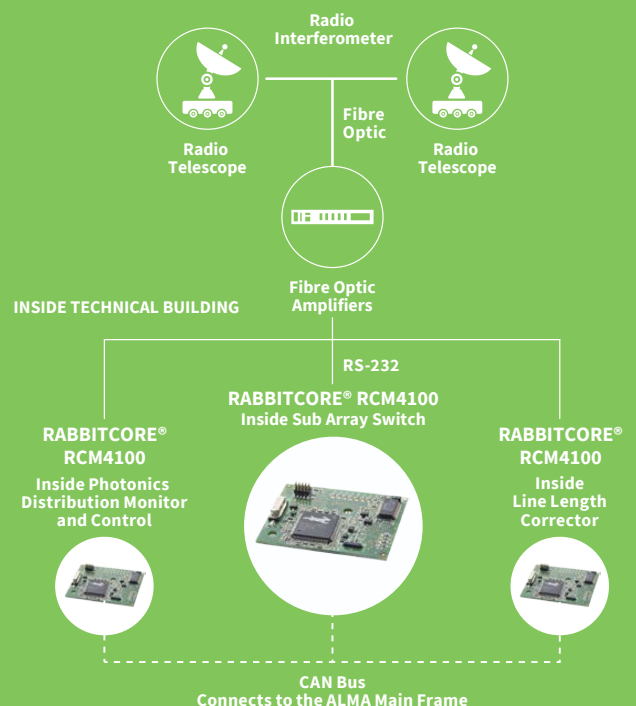 Radio
Interferometer
Fibre
Optic
Radio
Telescope
Radio
Telescope
Fibre Optic
Amplifiers
INSIDE TECHNICAL BUILDING
RS-232
RABBITCORE® RCM4100
Inside Sub Array Switch
RABBITCORE®
RCM4100
Inside Photonics
Distribution Monitor
and Control
RABBITCORE®
RCM4100
Inside
Line Length
Corrector
CAN Bus
Connects to the ALMA Main Frame